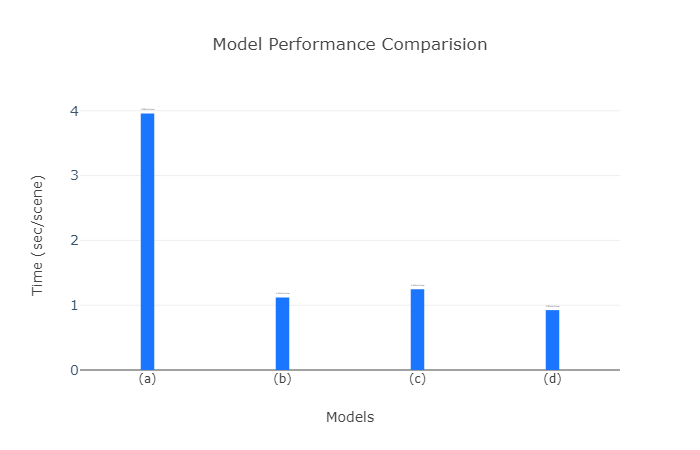 Model Performance Comparision
Time (sec/scene)
4
3
2
1
0
(a)
(b)
(c)
(d)
Models